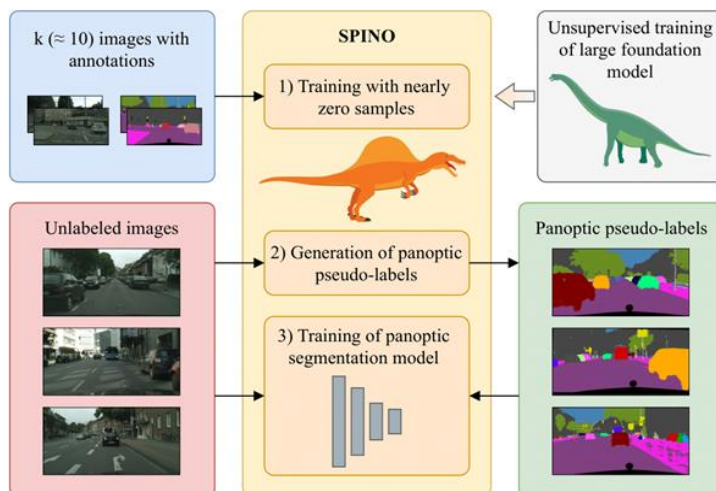 k (≈ 10) images with
annotations
SPINO
1) Training with nearly
zero samples
Unsupervised training
of large foundation
model
Unlabeled images
2) Generation of panoptic
pseudo-labels
3) Training of panoptic
segmentation model
Panoptic pseudo-labels